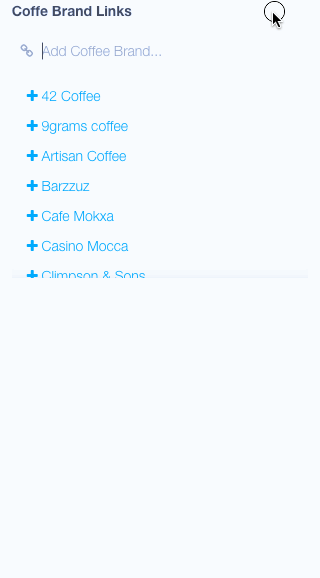 Coffe Brand Links
Add Coffee Brand...
42 Coffee
9grams coffee
Artisan Coffee
Barzzuz
Cafe Mokxa
Casino Mocca
Climpson & Sons